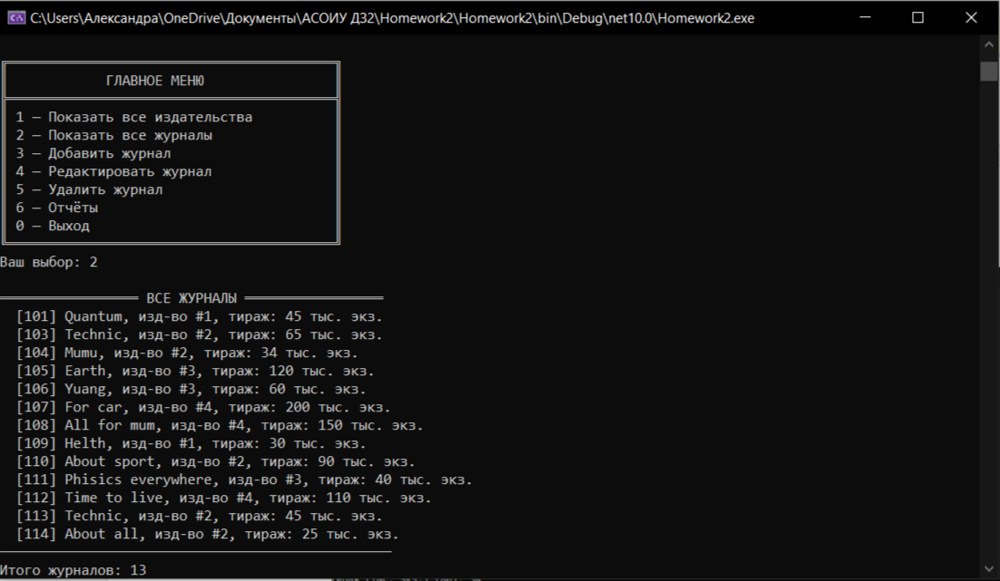 C:\Users\Александра\OneDrive\Документы\АСОИУ Д32\Homework2\Homework2\bin\Debug\net10.0\Homework2.exe
ГЛАВНОЕ МЕНЮ
1 — Показать все издательства
2 — Показать все журналы
3 — Добавить журнал
4 — Редактировать журнал
5 — Удалить журнал
6 — Отчёты
0 — Выход
Ваш выбор: 2
ВСЕ ЖУРНАЛЫ
[101] Quantum, изд-во #1, тираж: 45 тыс. экз.
[103] Technic, изд-во #2, тираж: 65 тыс. экз.
[104] Mumu, изд-во #2, тираж: 34 тыс. экз.
[105] Earth, изд-во #3, тираж: 120 тыс. экз.
[106] Yuang, изд-во #3, тираж: 60 тыс. экз.
[107] For car, изд-во #4, тираж: 200 тыс. экз.
[108] All for mum, изд-во #4, тираж: 150 тыс. экз.
[109] Helth, изд-во #1, тираж: 30 тыс. экз.
[110] About sport, изд-во #2, тираж: 90 тыс. экз.
[111] Phisics everywhere, изд-во #3, тираж: 40 тыс. экз.
[112] Time to live, изд-во #4, тираж: 110 тыс. экз.
[113] Technic, изд-во #2, тираж: 45 тыс. экз.
[114] About all, изд-во #2, тираж: 25 тыс. экз.
Итого журналов: 13